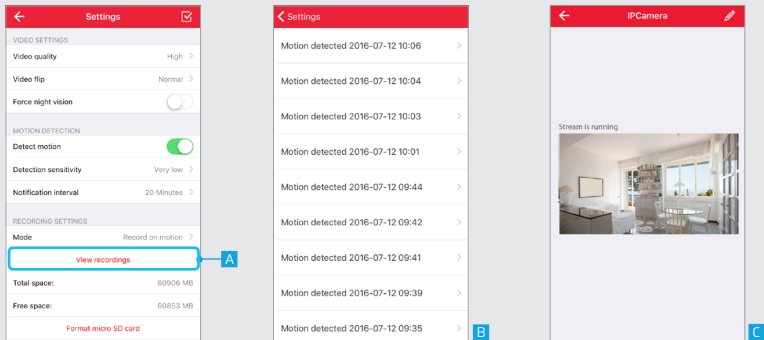 Settings
VIDEO SETTINGS
Video quality High
Video flip Normal
Force night vision
MOTION DETECTION
Detect motion
Detection sensitivity Very low
Notification interval 20 Minutes
RECORDING SETTINGS
Mode Record on motion
View recordings
A
Total space: 60906 MB
Free space: 60853 MB
Format micro SD card
Settings
Motion detected 2016-07-12 10:06
Motion detected 2016-07-12 10:04
Motion detected 2016-07-12 10:03
Motion detected 2016-07-12 10:01
Motion detected 2016-07-12 09:44
Motion detected 2016-07-12 09:42
Motion detected 2016-07-12 09:41
Motion detected 2016-07-12 09:39
Motion detected 2016-07-12 09:35
B
IPCamera
Stream is running
C